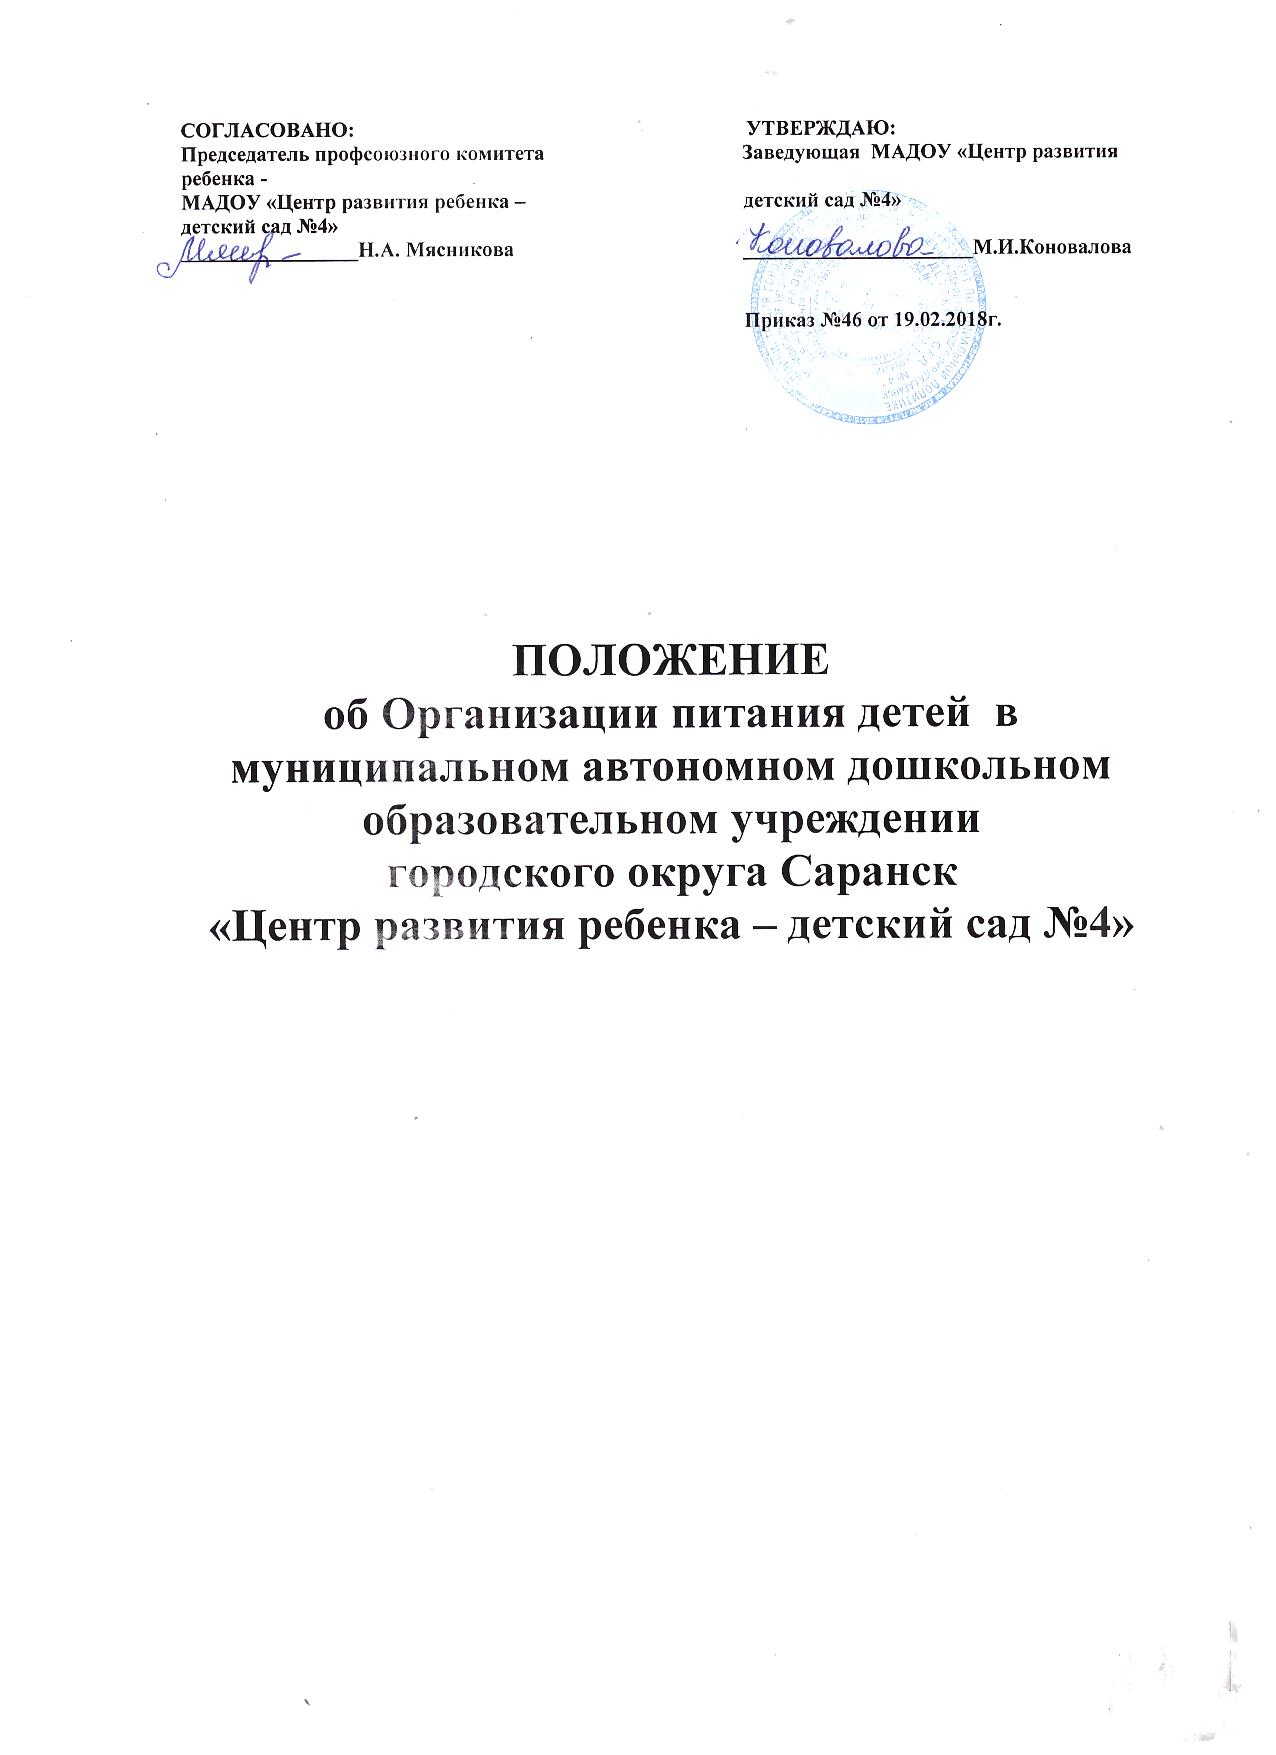 СОГЛАСОВАНО:
Председатель профсоюзного комитета
ребенка -
МАДОУ «Центр развития ребенка –
детский сад №4»
Н.А. Мясникова
УТВЕРЖДАЮ:
Заведующая МАДОУ «Центр развития
детский сад №4»
Коновалова М.И.Коновалова
Приказ №46 от 19.02.2018г.
ПОЛОЖЕНИЕ
об Организации питания детей в
муниципальном автономном дошкольном
образовательном учреждении
городского округа Саранск
«Центр развития ребенка – детский сад №4»